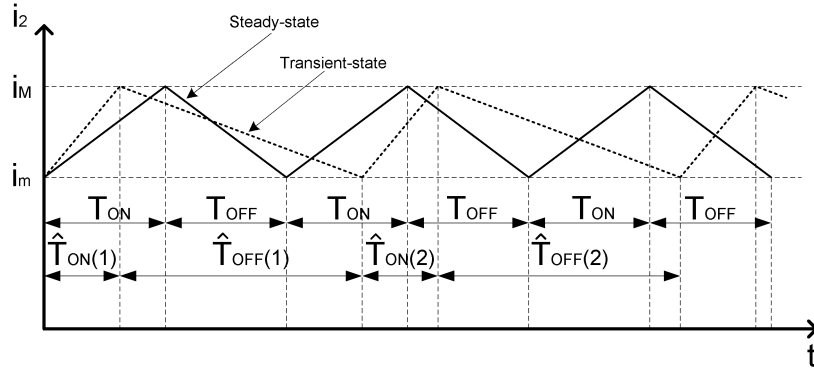 i2
Steady-state
Transient-state
iM
im
TON TOFF TON TOFF TON TOFF
T̂ON(1) T̂OFF(1) T̂ON(2) T̂OFF(2)
t